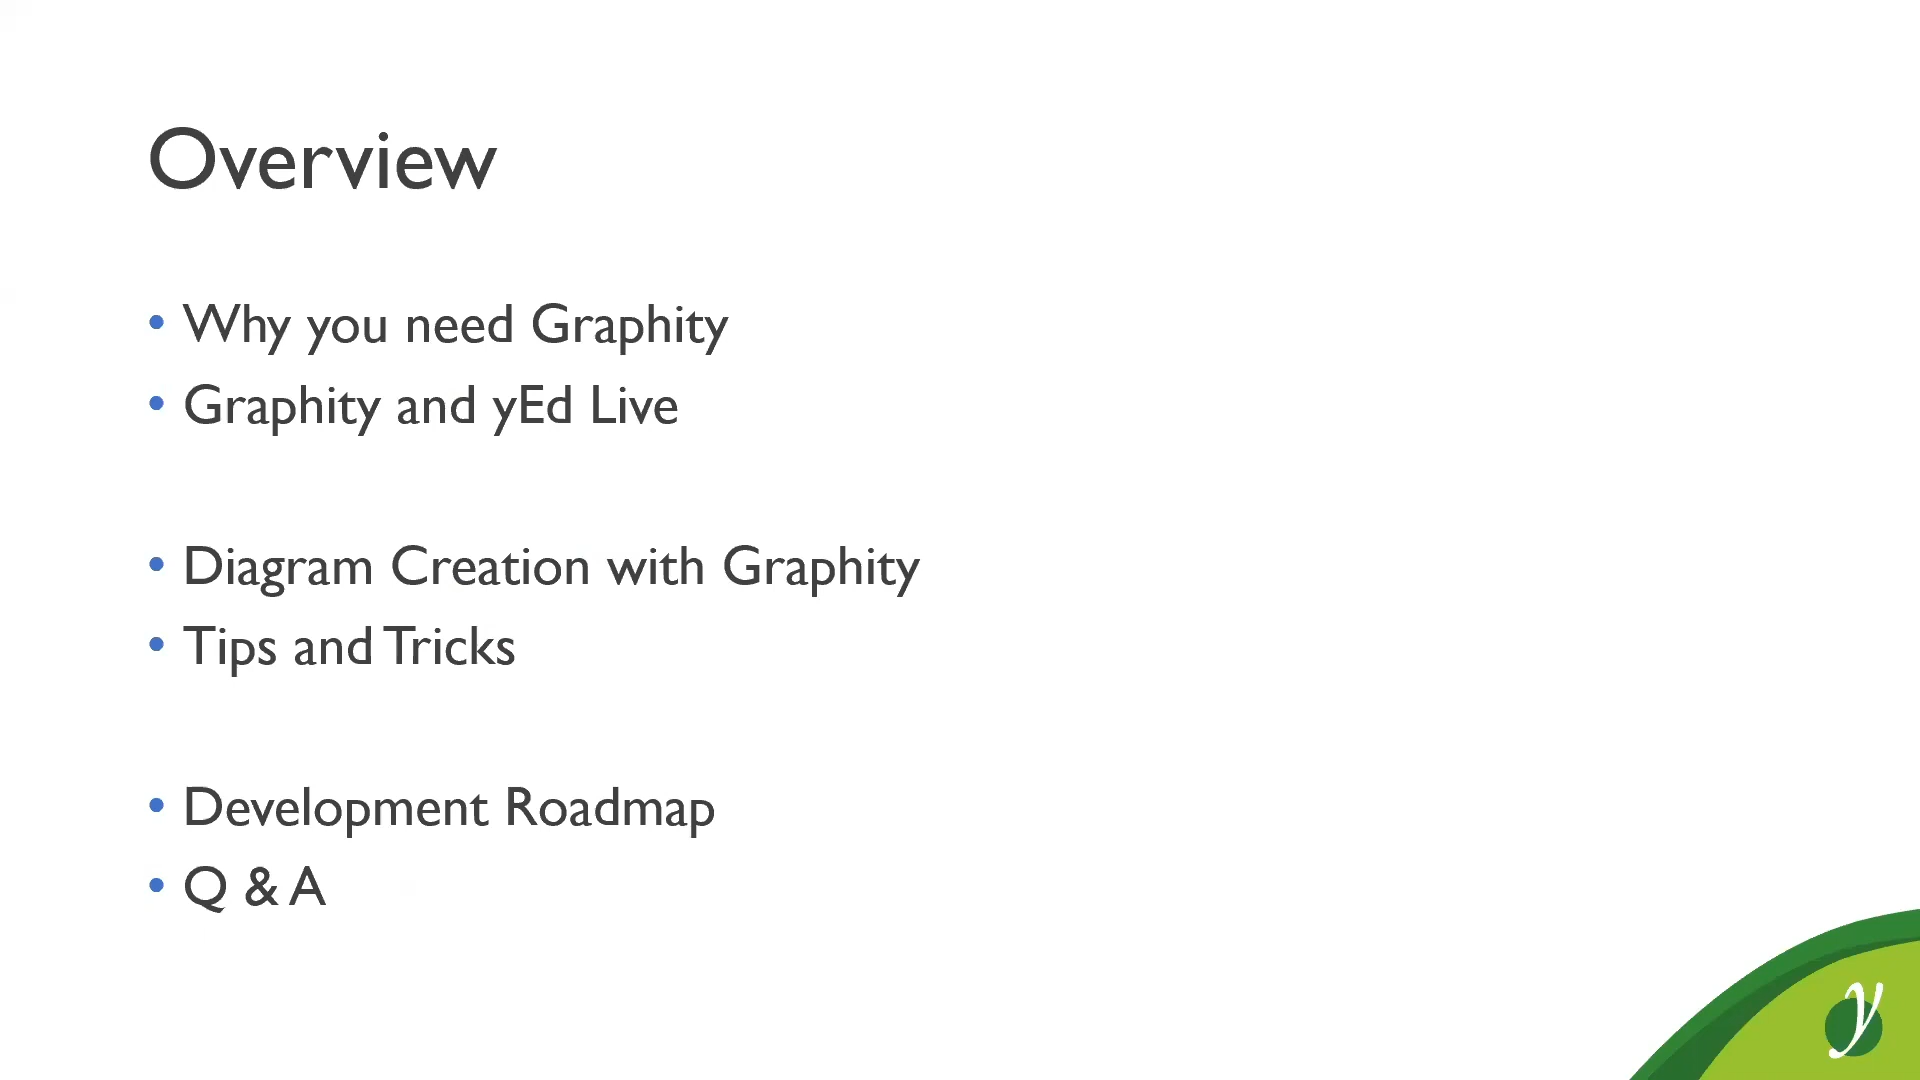 Overview
• Why you need Graphity
• Graphity and yEd Live
• Diagram Creation with Graphity
• Tips and Tricks
• Development Roadmap
• Q & A
y